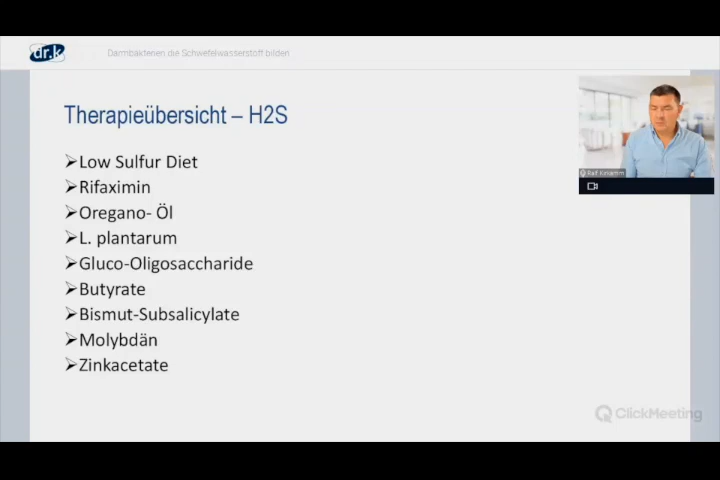 dr.k
Darmbakterien die Schwefelwasserstoff bilden
Therapieübersicht – H2S
Low Sulfur Diet
Rifaximin
Oregano- Öl
L. plantarum
Gluco-Oligosaccharide
Butyrate
Bismut-Subsalicylate
Molybdän
Zinkacetate
Ralf Kirkamm
ClickMeeting